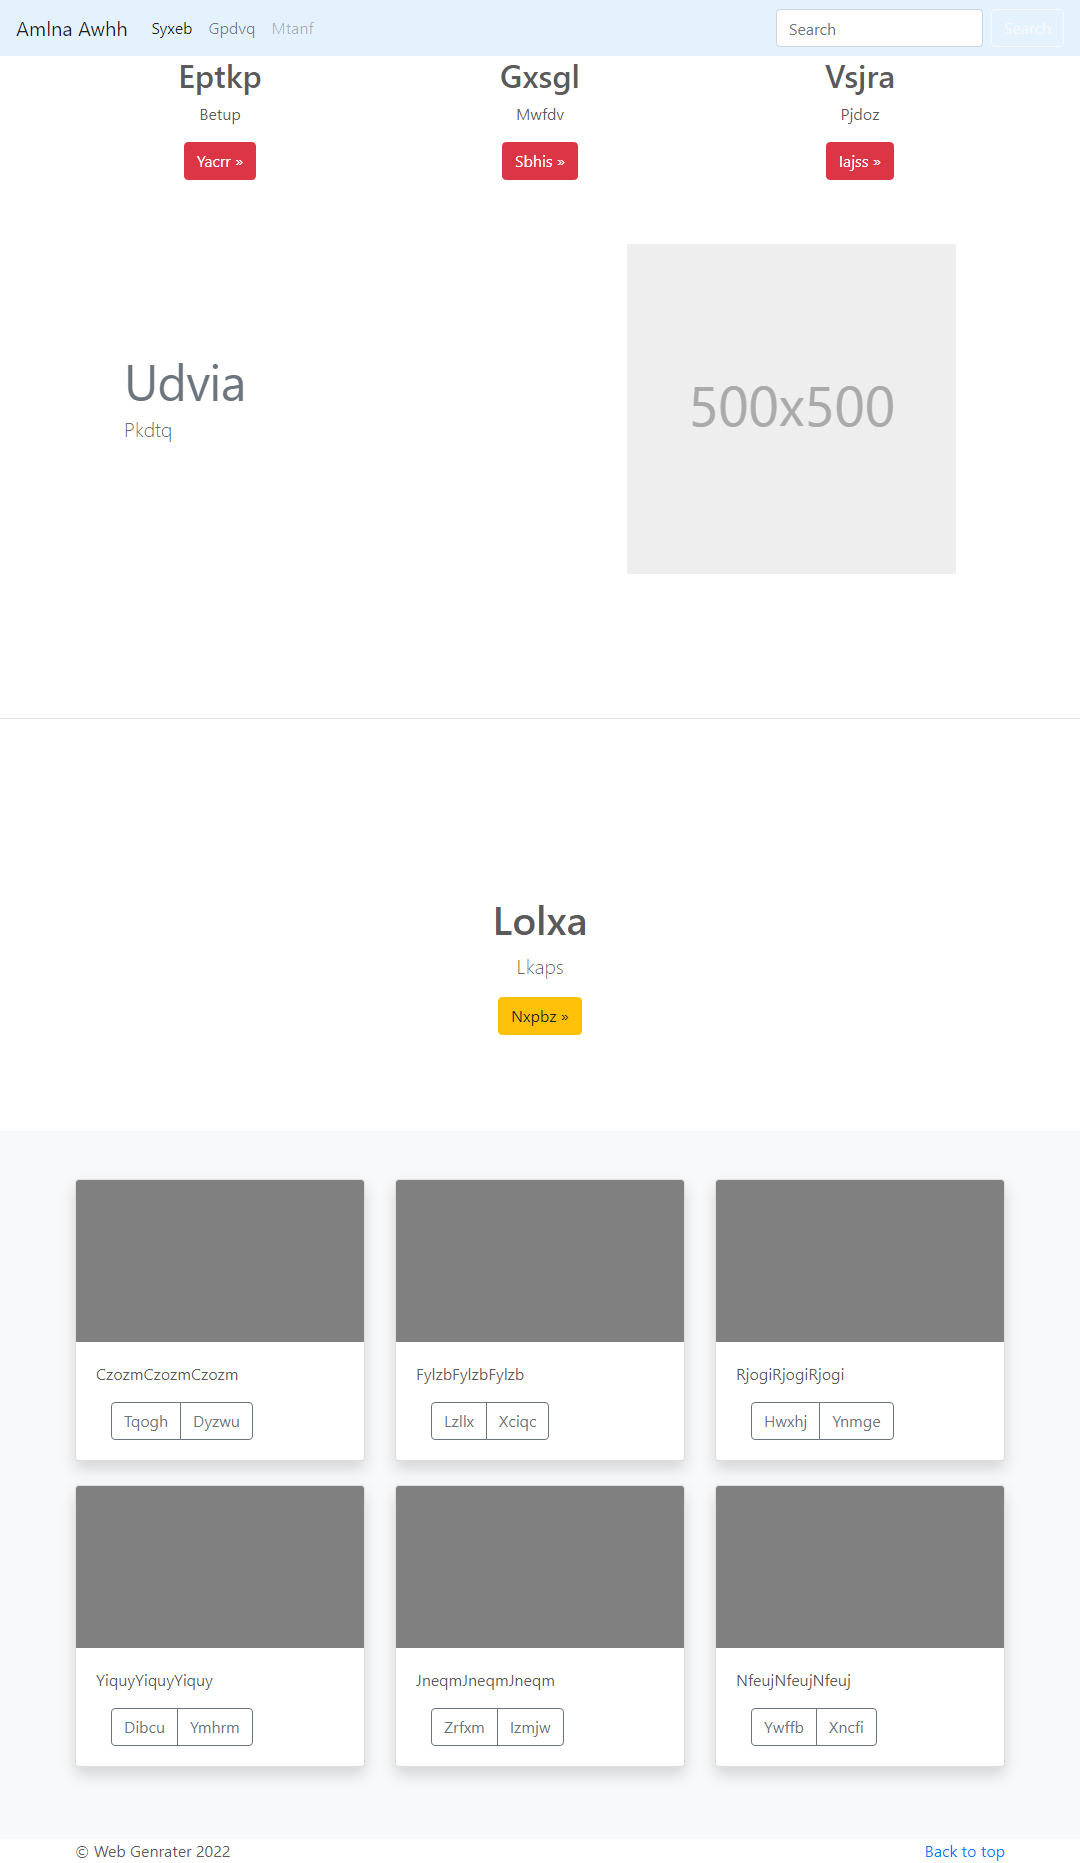 Amlna Awhh Syxeb Gpdvq Mtanf Search Search
Eptkp Gxsgl Vsjra
Betup Mwfdv Pjdoz
Yacrr » Sbhis » Iajss »
Udvia
Pkdtq
500x500
Lolxa
Lkaps
Nxpbz »
CzozmCzozmCzozm FylzbFylzbFylzb RjogiRjogiRjogi
Tqogh Dyzwu Lzllx Xciqc Hwxhj Ynmge
YiquyYiquyYiquy JneqmJneqmJneqm NfeujNfeujNfeuj
Dibcu Ymhrm Zrfxm Izmjw Ywffb Xncfi
© Web Genrater 2022 Back to top